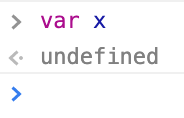 > var x
<· undefined
>